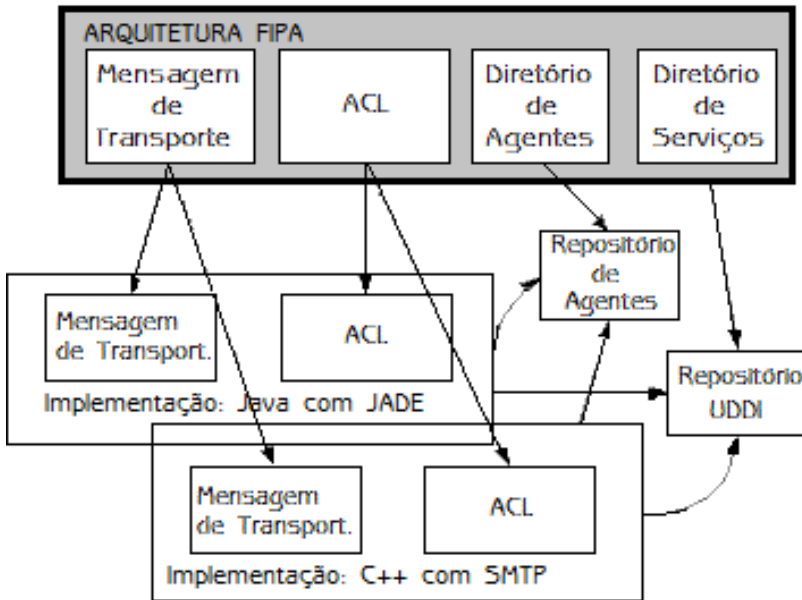 ARQUITETURA FIPA
Mensagem
de
Transporte
ACL
Diretório
de
Agentes
Diretório
de
Serviços
Repositório
de
Agentes
Mensagem
de Transport.
ACL
Implementação: Java com JADE
Repositório
UDDI
Mensagem
de Transport.
ACL
Implementação: C++ com SMTP